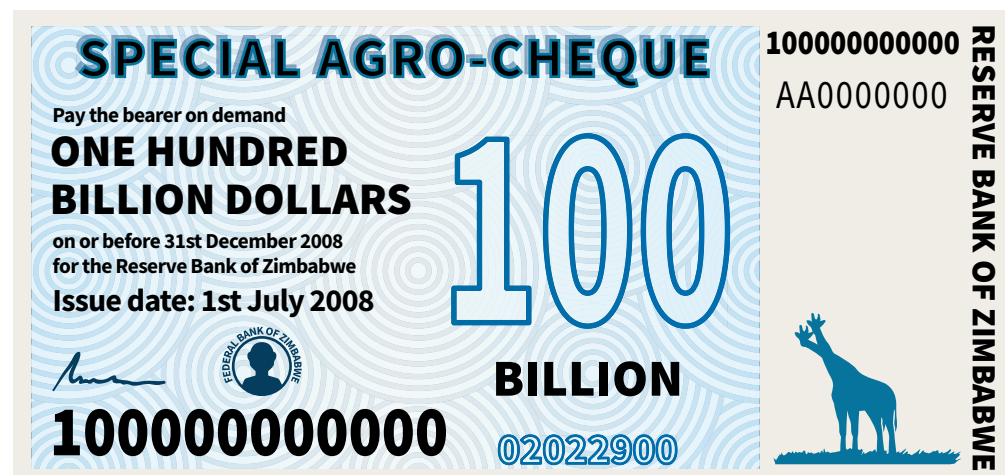 SPECIAL AGRO-CHEQUE
Pay the bearer on demand
ONE HUNDRED
BILLION DOLLARS
on or before 31st December 2008
for the Reserve Bank of Zimbabwe
Issue date: 1st July 2008
FEDERAL BANK OF ZIMBABWE
100000000000
100
BILLION
02022900
100000000000
AA0000000
RESERVE BANK OF ZIMBABWE